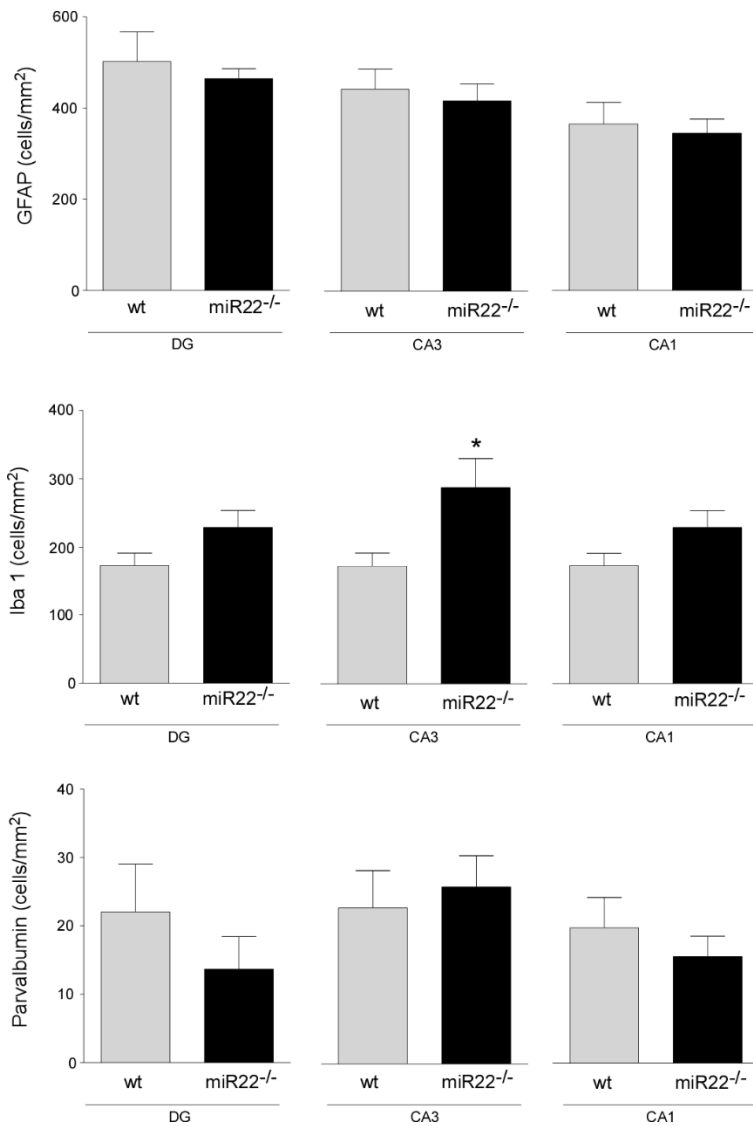 600
400
200
0
GFAP (cells/mm²)
wt miR22⁻/⁻ wt miR22⁻/⁻ wt miR22⁻/⁻
DG CA3 CA1
400
300
200
100
0
Iba 1 (cells/mm²)
*
wt miR22⁻/⁻ wt miR22⁻/⁻ wt miR22⁻/⁻
DG CA3 CA1
40
30
20
10
0
Parvalbumin (cells/mm²)
wt miR22⁻/⁻ wt miR22⁻/⁻ wt miR22⁻/⁻
DG CA3 CA1